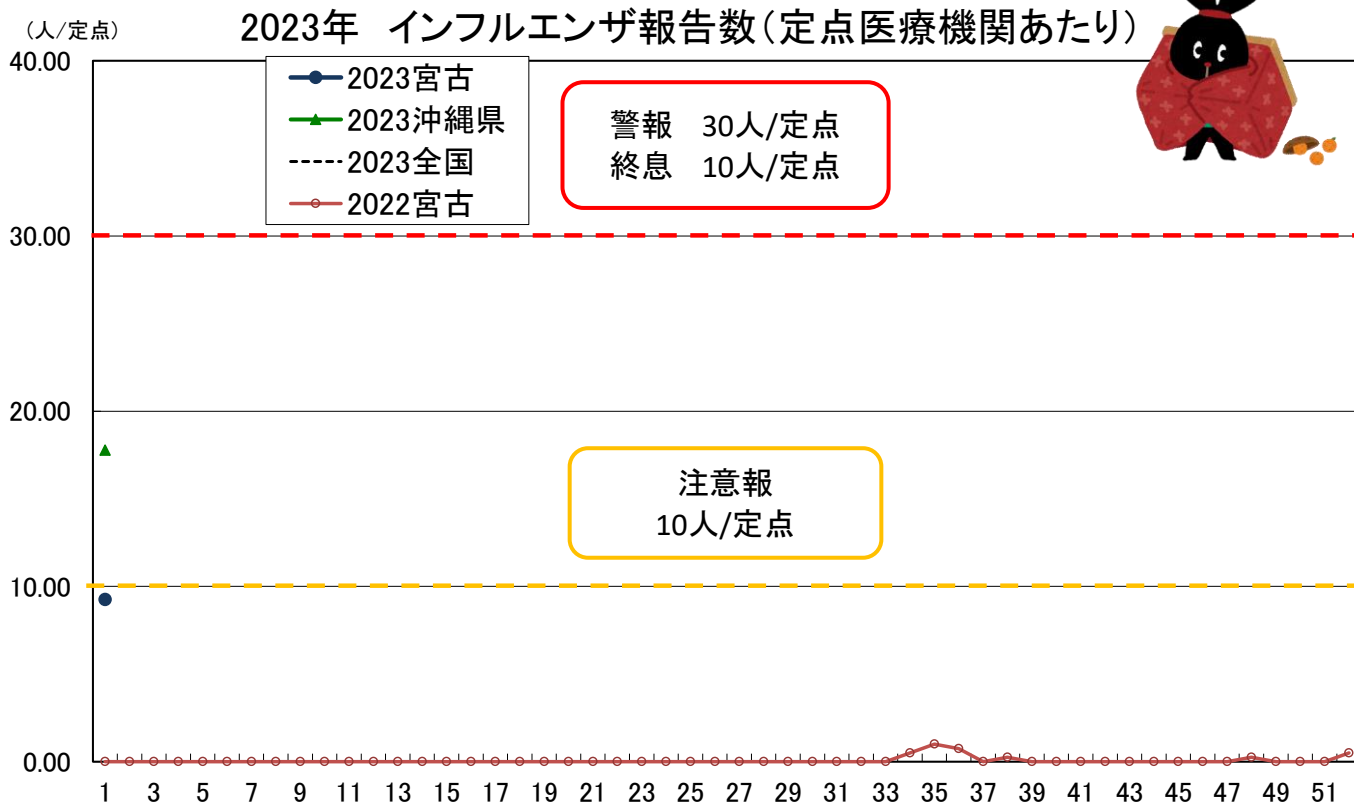 2023年　インフルエンザ報告数（定点医療機関あたり）
（人/定点）
40.00
30.00
20.00
10.00
0.00
2023宮古
2023沖縄県
2023全国
2022宮古
警報　30人/定点
終息　10人/定点
注意報
10人/定点
1 3 5 7 9 11 13 15 17 19 21 23 25 27 29 31 33 35 37 39 41 43 45 47 49 51